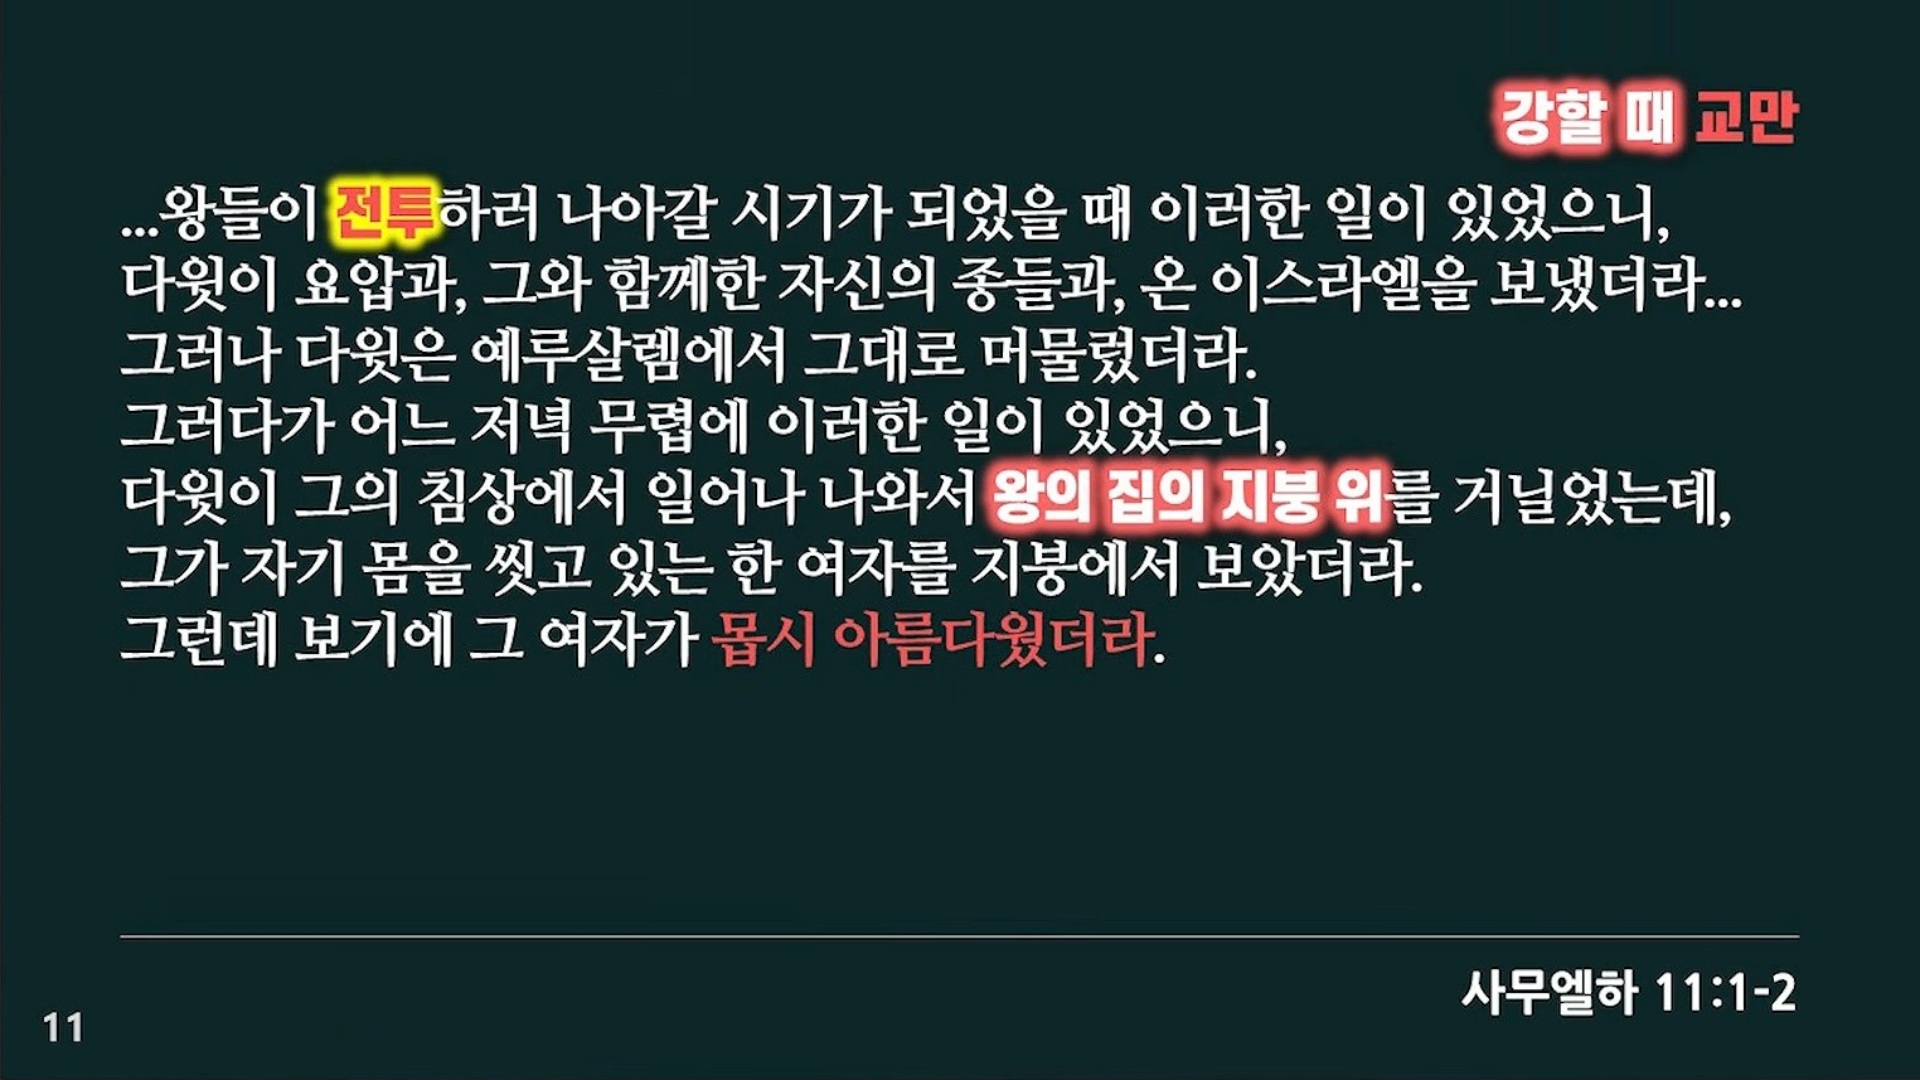 강할 때 교만
...왕들이 전투하러 나아갈 시기가 되었을 때 이러한 일이 있었으니,
다윗이 요압과, 그와 함께한 자신의 종들과, 온 이스라엘을 보냈더라...
그러나 다윗은 예루살렘에서 그대로 머물렀더라.
그러다가 어느 저녁 무렵에 이러한 일이 있었으니,
다윗이 그의 침상에서 일어나 나와서 왕의 집의 지붕 위를 거닐었는데,
그가 자기 몸을 씻고 있는 한 여자를 지붕에서 보았더라.
그런데 보기에 그 여자가 몹시 아름다웠더라.
사무엘하 11:1-2
11